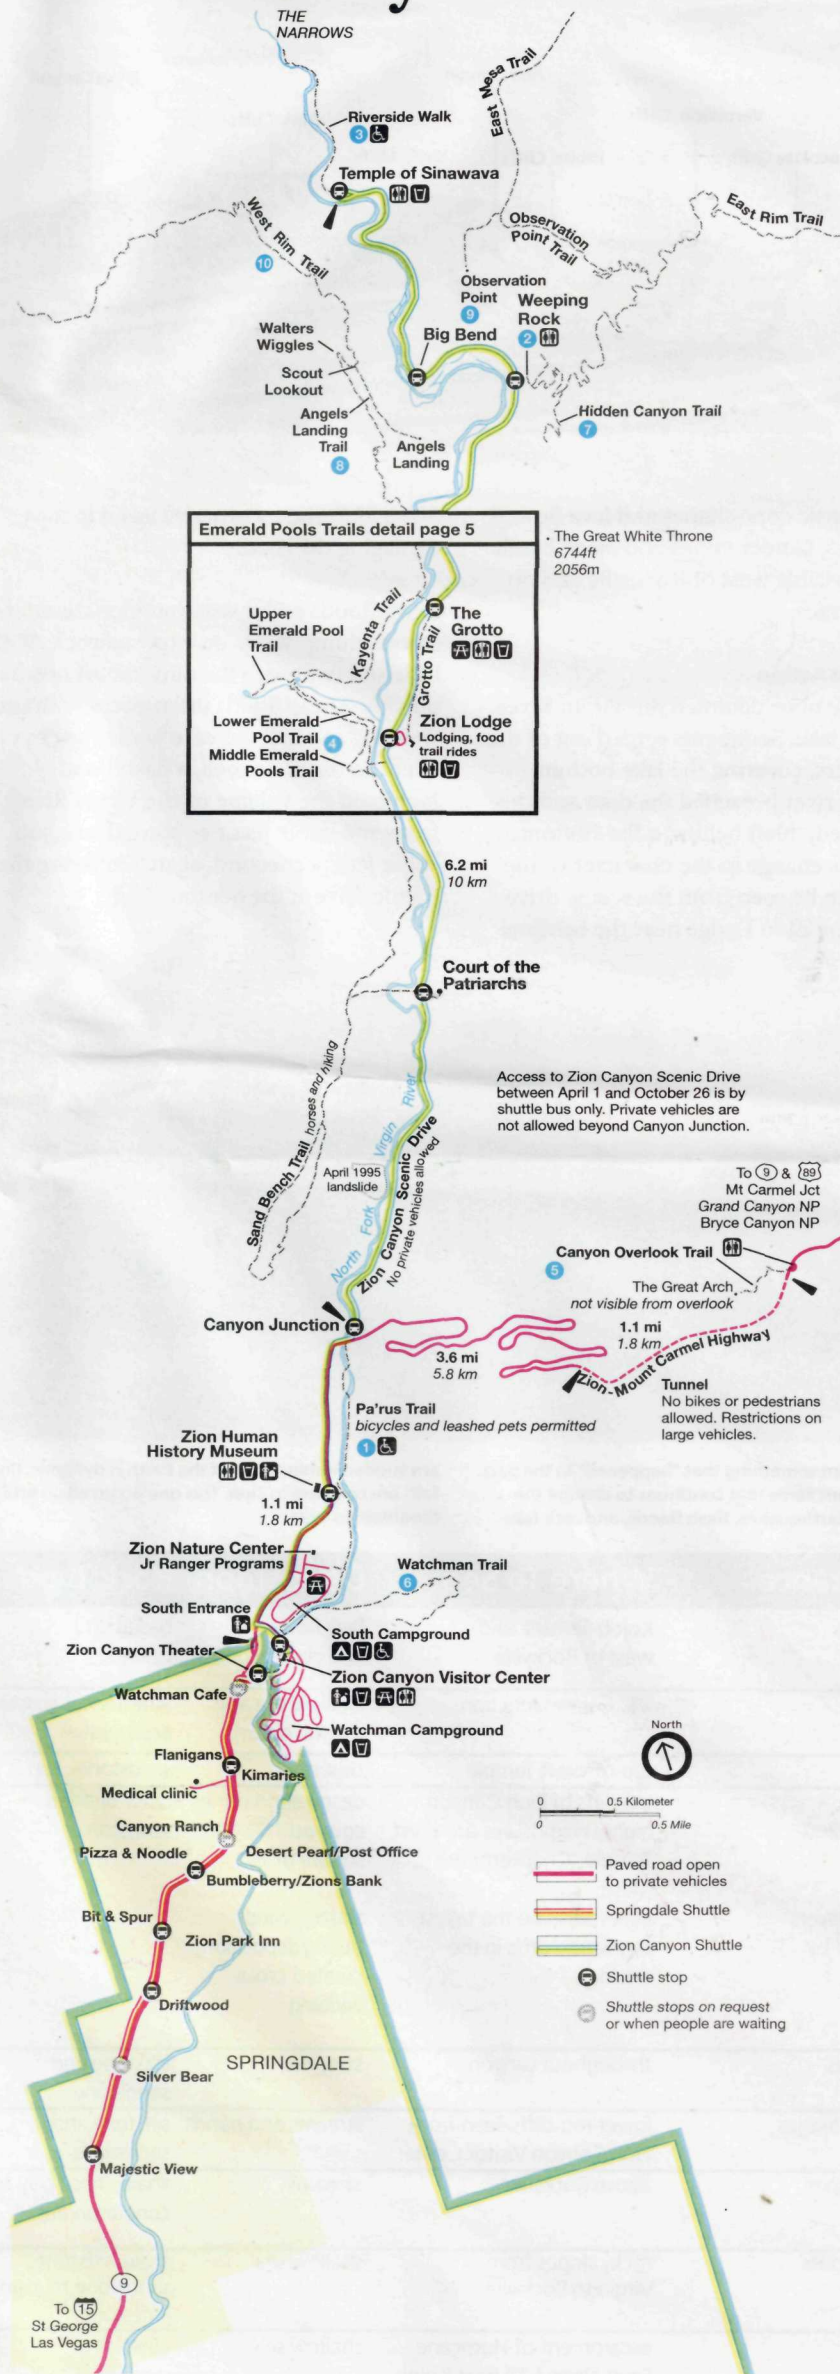 THE
NARROWS
East Mesa Trail
Riverside Walk
3
Temple of Sinawava
West Rim Trail
10
East Rim Trail
Observation
Point Trail
Observation
Point
9
Weeping
Rock
2
Big Bend
Walters
Wiggles
Scout
Lookout
Angels
Landing
Trail
8
Angels
Landing
Hidden Canyon Trail
7
Emerald Pools Trails detail page 5
The Great White Throne
6744ft
2056m
Kayenta Trail
Upper
Emerald Pool
Trail
The
Grotto
Grotto Trail
Lower Emerald
Pool Trail
4
Middle Emerald
Pools Trail
Zion Lodge
Lodging, food
trail rides
6.2 mi
10 km
Court of the
Patriarchs
Sand Bench Trail horses and hiking
North Fork Virgin River
April 1995
landslide
Zion Canyon Scenic Drive
No private vehicles allowed
Access to Zion Canyon Scenic Drive
between April 1 and October 26 is by
shuttle bus only. Private vehicles are
not allowed beyond Canyon Junction.
To 9 & 89
Mt Carmel Jct
Grand Canyon NP
Bryce Canyon NP
Canyon Overlook Trail
5
The Great Arch
not visible from overlook
Canyon Junction
3.6 mi
5.8 km
1.1 mi
1.8 km
Zion-Mount Carmel Highway
Tunnel
No bikes or pedestrians
allowed. Restrictions on
large vehicles.
Pa'rus Trail
bicycles and leashed pets permitted
1
Zion Human
History Museum
1.1 mi
1.8 km
Zion Nature Center
Jr Ranger Programs
Watchman Trail
6
South Entrance
South Campground
Zion Canyon Theater
Zion Canyon Visitor Center
Watchman Cafe
Watchman Campground
Flanigans
Kimaries
Medical clinic
Canyon Ranch
Pizza & Noodle
Desert Pearl/Post Office
Bumbleberry/Zions Bank
Bit & Spur
Zion Park Inn
Driftwood
SPRINGDALE
Silver Bear
Majestic View
9
To 15
St George
Las Vegas
North
0 0.5 Kilometer
0 0.5 Mile
Paved road open
to private vehicles
Springdale Shuttle
Zion Canyon Shuttle
Shuttle stop
Shuttle stops on request
or when people are waiting